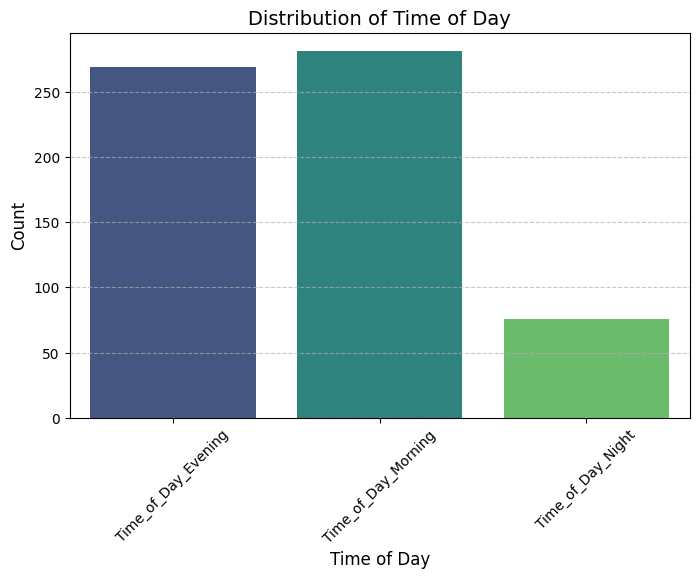 Distribution of Time of Day
Count
250
200
150
100
50
0
Time_of_Day_Evening
Time_of_Day_Morning
Time_of_Day_Night
Time of Day